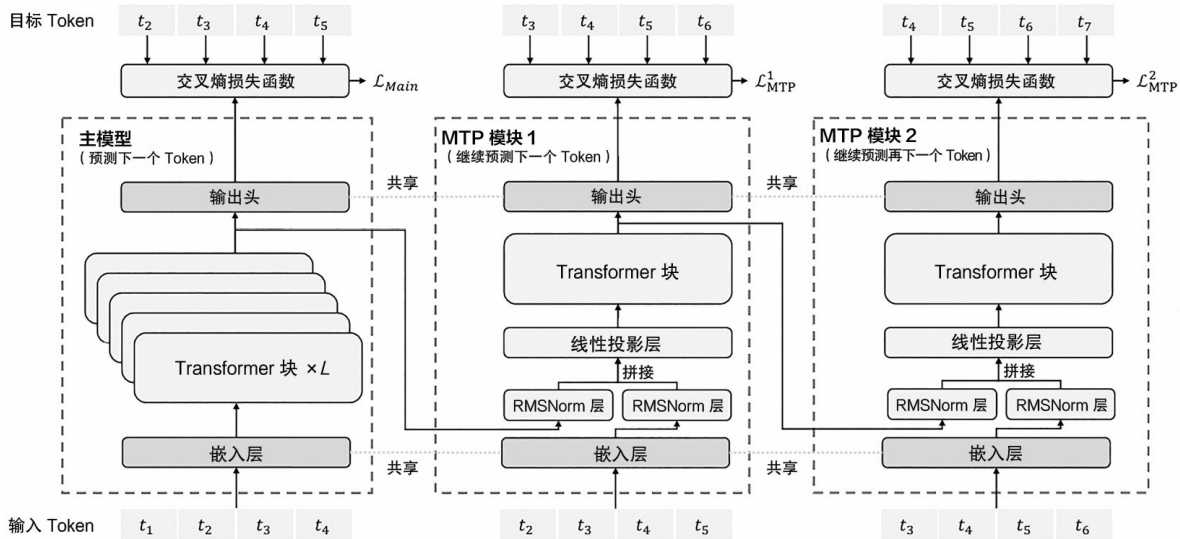 目标 Token t₂ t₃ t₄ t₅ t₃ t₄ t₅ t₆ t₄ t₅ t₆ t₇
交叉熵损失函数 ℒ_Main 交叉熵损失函数 ℒ¹_MTP 交叉熵损失函数 ℒ²_MTP
主模型 MTP 模块 1 MTP 模块 2
(预测下一个 Token) (继续预测下一个 Token) (继续预测再下一个 Token)
输出头 共享 输出头 共享 输出头
Transformer 块 Transformer 块
线性投影层 线性投影层
Transformer 块 ×L
拼接 拼接
RMSNorm 层 RMSNorm 层 RMSNorm 层 RMSNorm 层
嵌入层 共享 嵌入层 共享 嵌入层
输入 Token t₁ t₂ t₃ t₄ t₂ t₃ t₄ t₅ t₃ t₄ t₅ t₆